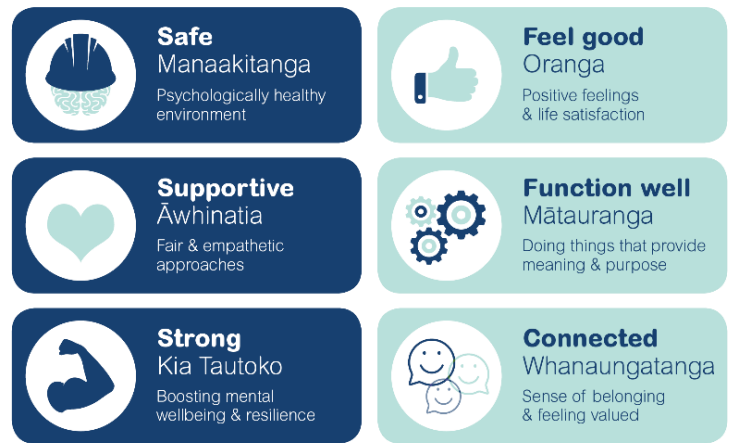 Safe
Manaakitanga
Psychologically healthy
environment
Feel good
Oranga
Positive feelings
& life satisfaction
Supportive
Āwhinatia
Fair & empathetic
approaches
Function well
Mātauranga
Doing things that provide
meaning & purpose
Strong
Kia Tautoko
Boosting mental
wellbeing & resilience
Connected
Whanaungatanga
Sense of belonging
& feeling valued